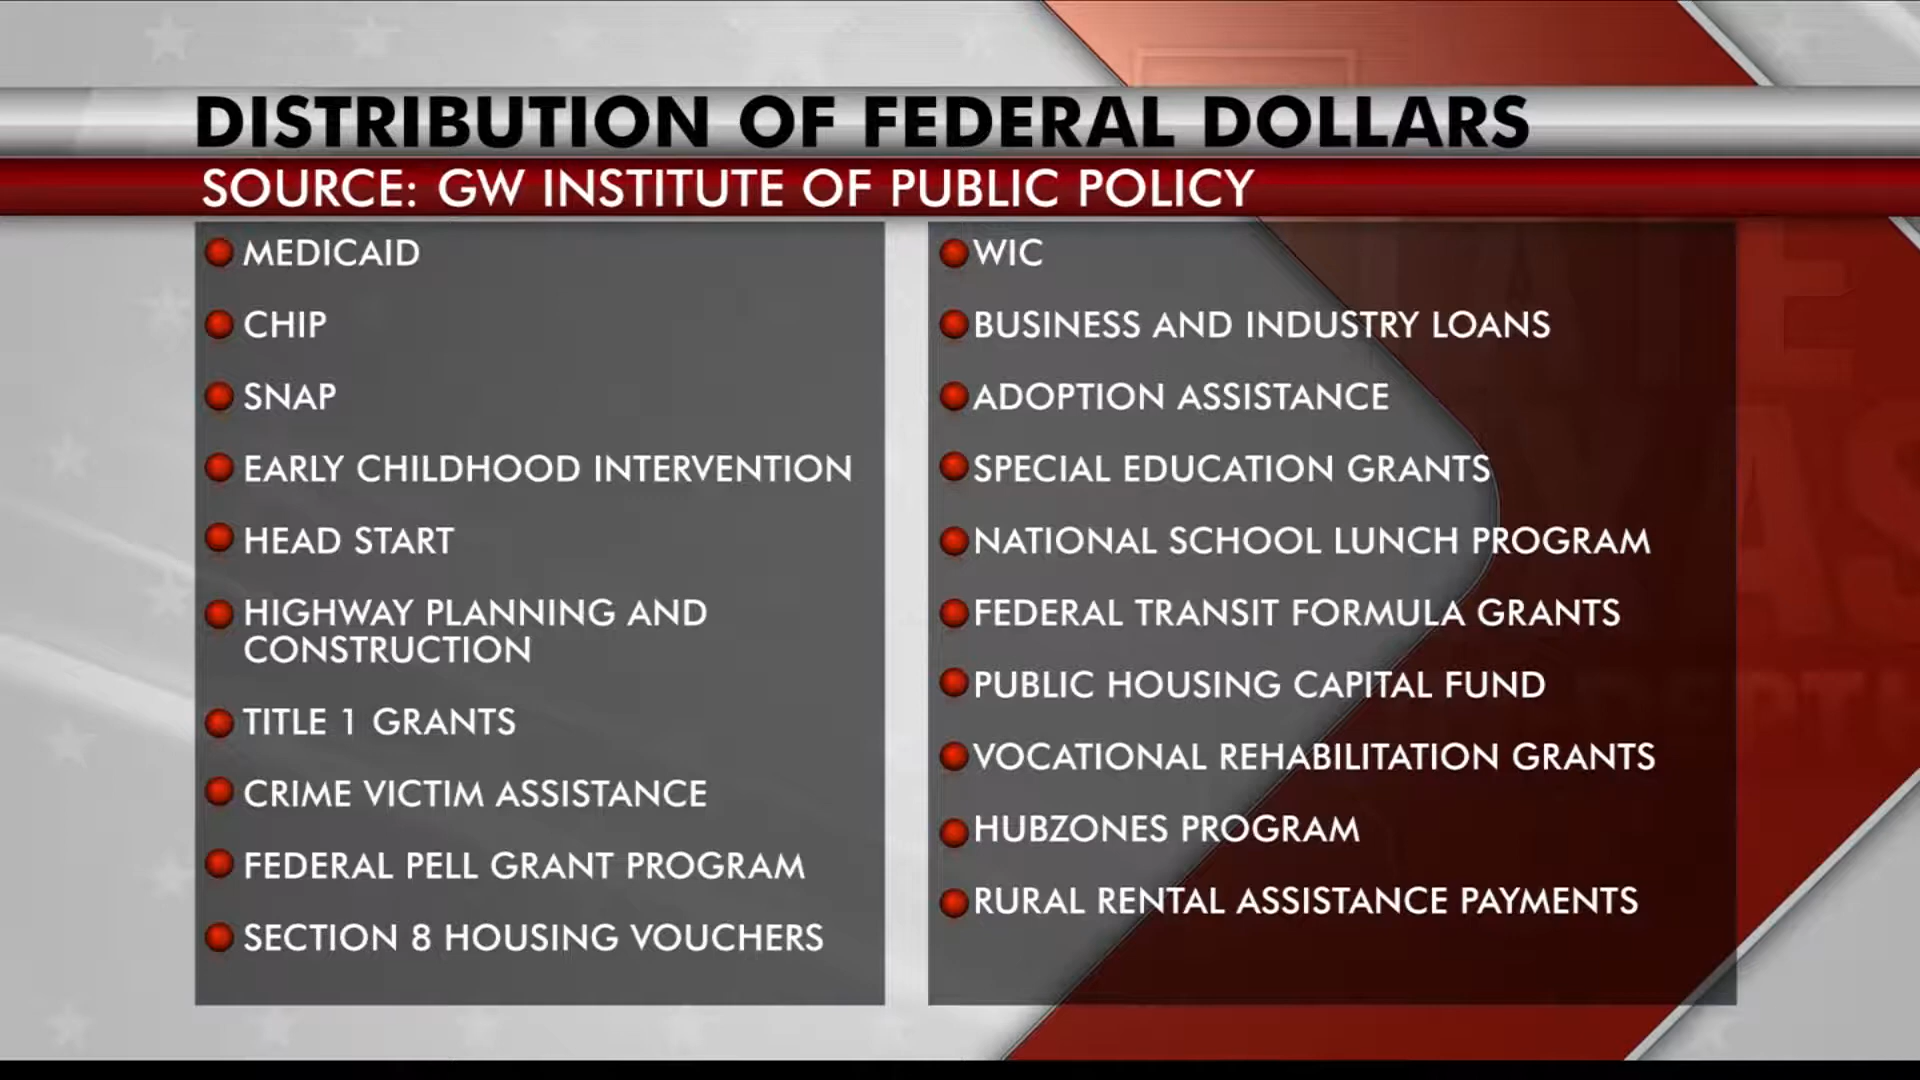 DISTRIBUTION OF FEDERAL DOLLARS
SOURCE: GW INSTITUTE OF PUBLIC POLICY
MEDICAID
CHIP
SNAP
EARLY CHILDHOOD INTERVENTION
HEAD START
HIGHWAY PLANNING AND
CONSTRUCTION
TITLE 1 GRANTS
CRIME VICTIM ASSISTANCE
FEDERAL PELL GRANT PROGRAM
SECTION 8 HOUSING VOUCHERS
WIC
BUSINESS AND INDUSTRY LOANS
ADOPTION ASSISTANCE
SPECIAL EDUCATION GRANTS
NATIONAL SCHOOL LUNCH PROGRAM
FEDERAL TRANSIT FORMULA GRANTS
PUBLIC HOUSING CAPITAL FUND
VOCATIONAL REHABILITATION GRANTS
HUBZONES PROGRAM
RURAL RENTAL ASSISTANCE PAYMENTS